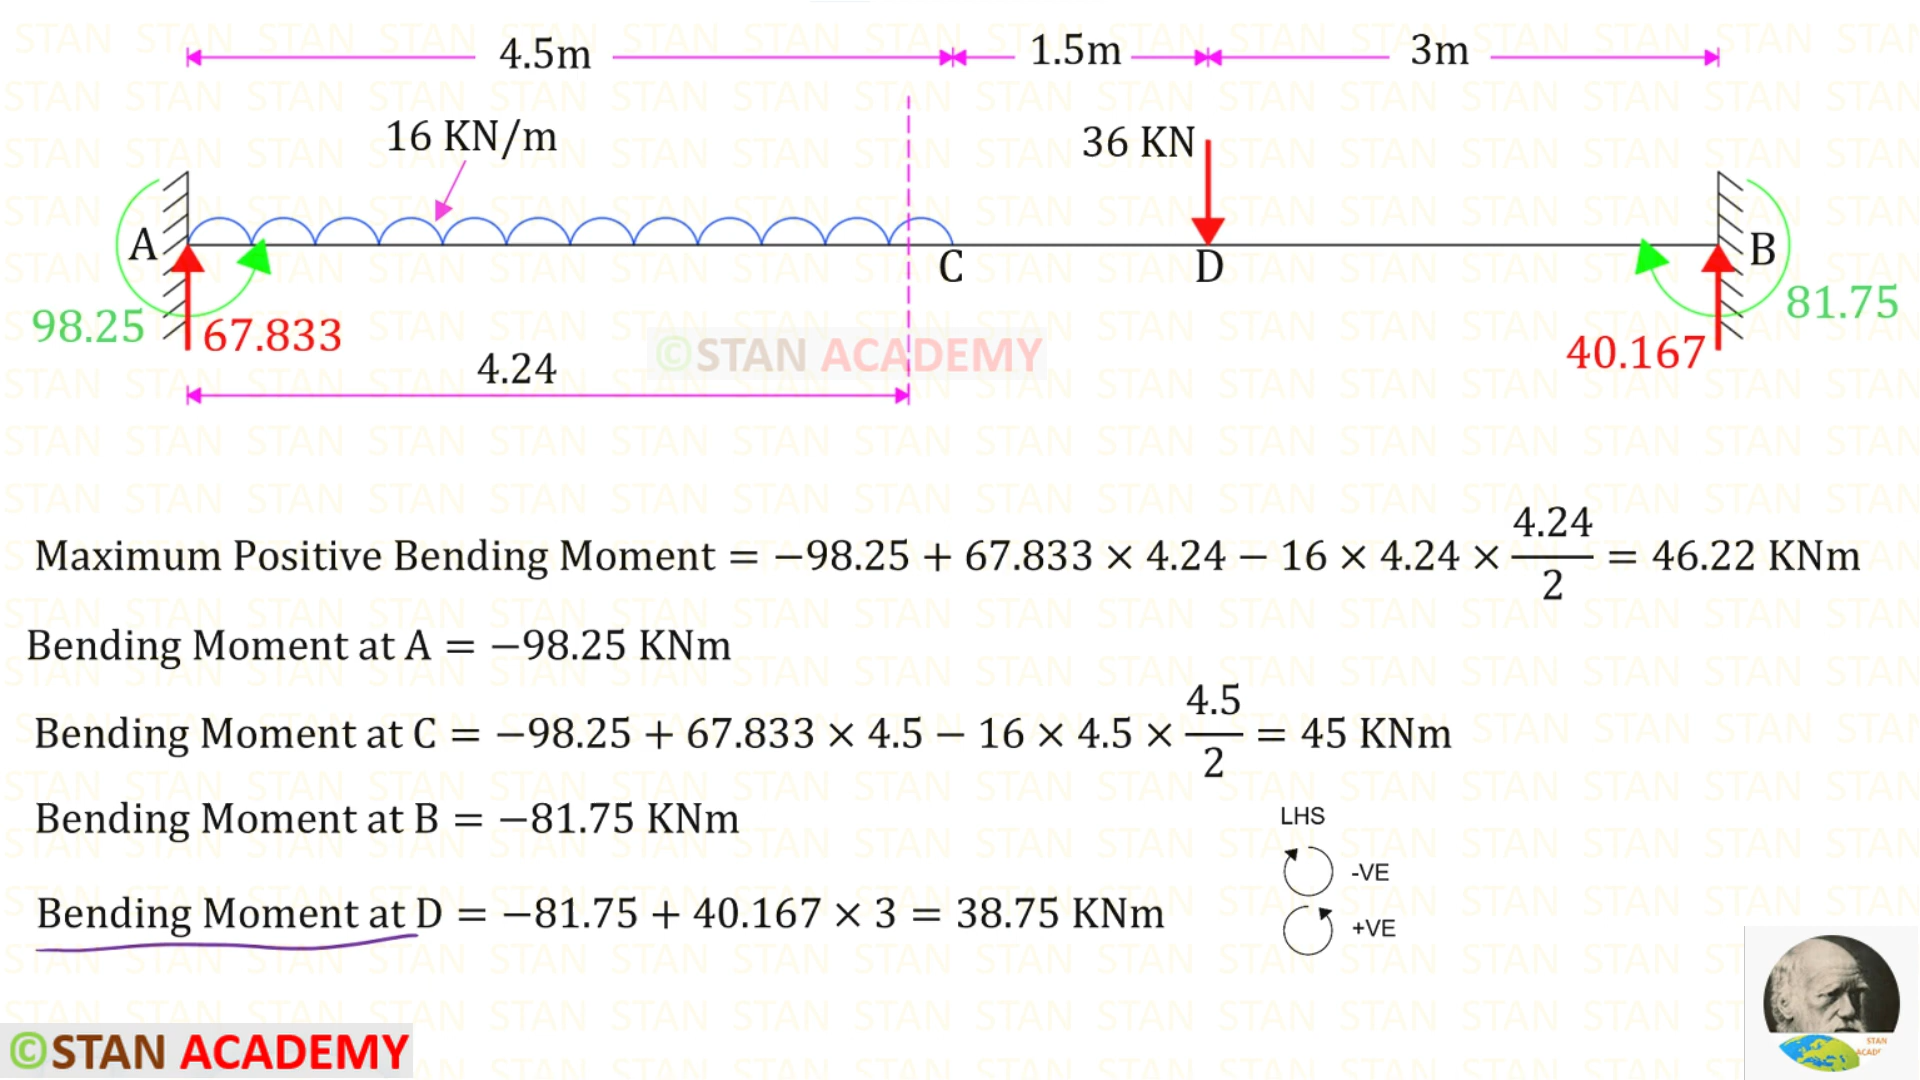 4.5m 1.5m 3m
16 KN/m
36 KN
A C D B
98.25 67.833 40.167 81.75
4.24
©STAN ACADEMY
Maximum Positive Bending Moment = −98.25 + 67.833 × 4.24 − 16 × 4.24 × 4.24/2 = 46.22 KNm
Bending Moment at A = −98.25 KNm
Bending Moment at C = −98.25 + 67.833 × 4.5 − 16 × 4.5 × 4.5/2 = 45 KNm
Bending Moment at B = −81.75 KNm
LHS
-VE
Bending Moment at D = −81.75 + 40.167 × 3 = 38.75 KNm
+VE
©STAN ACADEMY
STAN